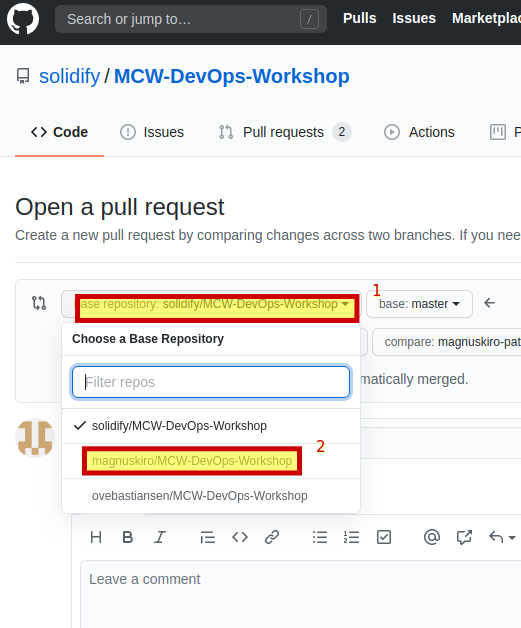 Search or jump to… /
Pulls Issues Marketplac
solidify/MCW-DevOps-Workshop
Code Issues Pull requests 2 Actions P
Open a pull request
Create a new pull request by comparing changes across two branches. If you need
1
base repository: solidify/MCW-DevOps-Workshop base: master
Choose a Base Repository compare: magnuskiro-pat
Filter repos matically merged.
solidify/MCW-DevOps-Workshop
2
magnuskiro/MCW-DevOps-Workshop
ovebastiansen/MCW-DevOps-Workshop
H B I
Leave a comment